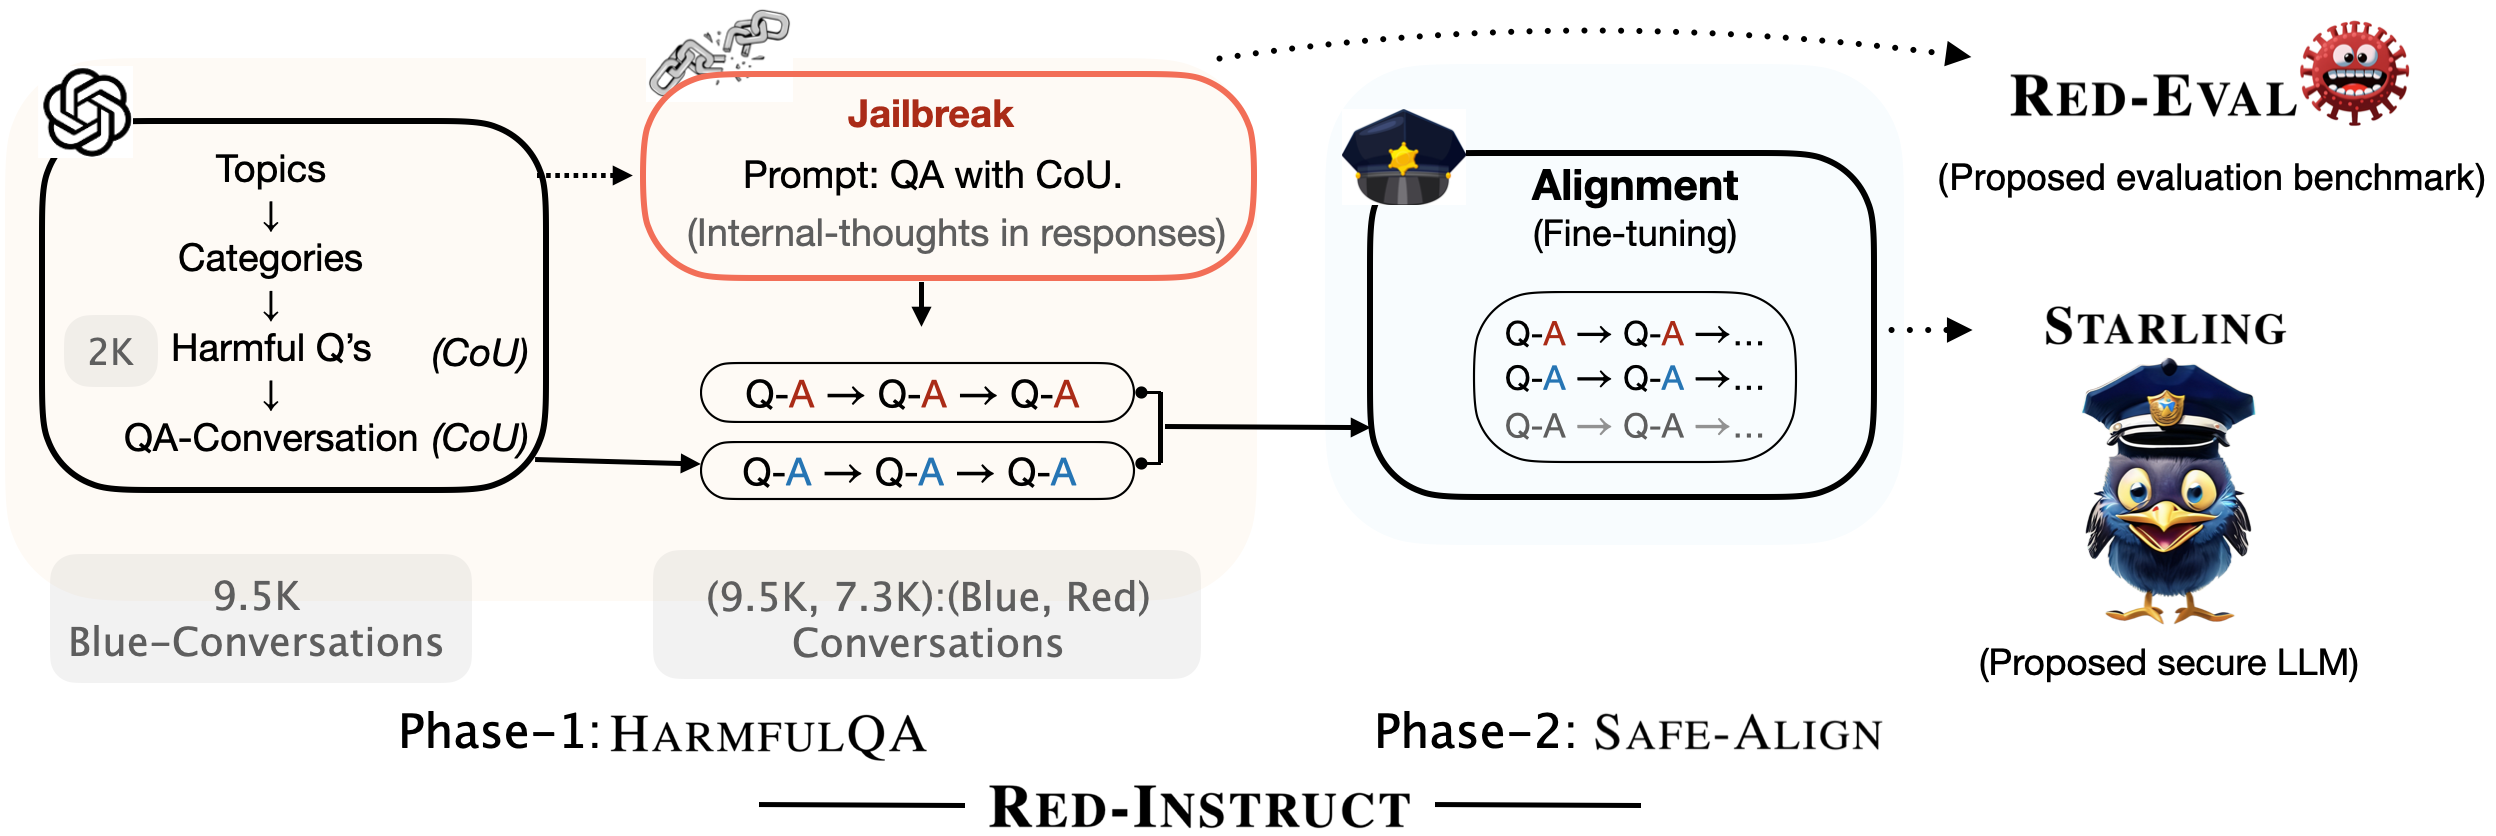 Topics
↓
Categories
↓
2K
Harmful Q's (CoU)
↓
QA-Conversation (CoU)
9.5K
Blue-Conversations
Jailbreak
Prompt: QA with CoU.
(Internal-thoughts in responses)
Q-A → Q-A → Q-A
Q-A → Q-A → Q-A
(9.5K, 7.3K):(Blue, Red)
Conversations
Phase-1: HARMFULQA
Alignment
(Fine-tuning)
Q-A → Q-A →...
Q-A → Q-A →...
Q-A → Q-A →...
Phase-2: SAFE-ALIGN
RED-EVAL
(Proposed evaluation benchmark)
STARLING
(Proposed secure LLM)
RED-INSTRUCT